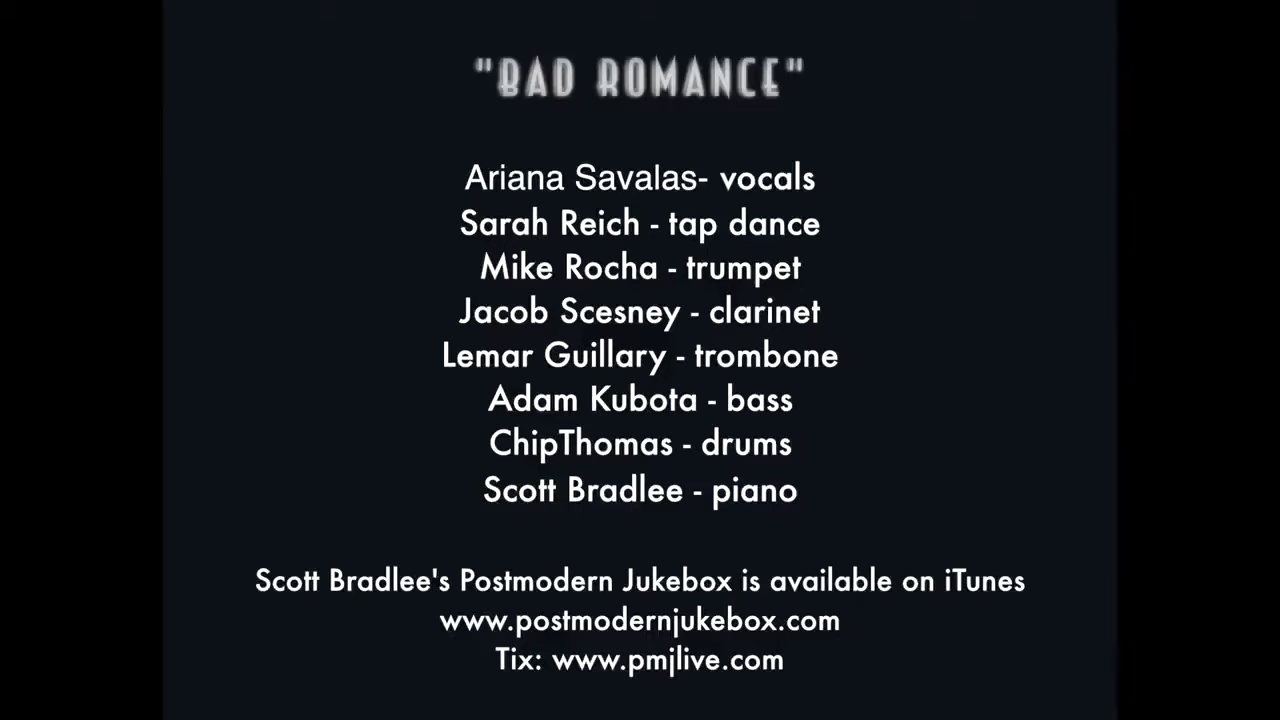 "BAD ROMANCE"
Ariana Savalas- vocals
Sarah Reich - tap dance
Mike Rocha - trumpet
Jacob Scesney - clarinet
Lemar Guillary - trombone
Adam Kubota - bass
ChipThomas - drums
Scott Bradlee - piano
Scott Bradlee's Postmodern Jukebox is available on iTunes
www.postmodernjukebox.com
Tix: www.pmjlive.com